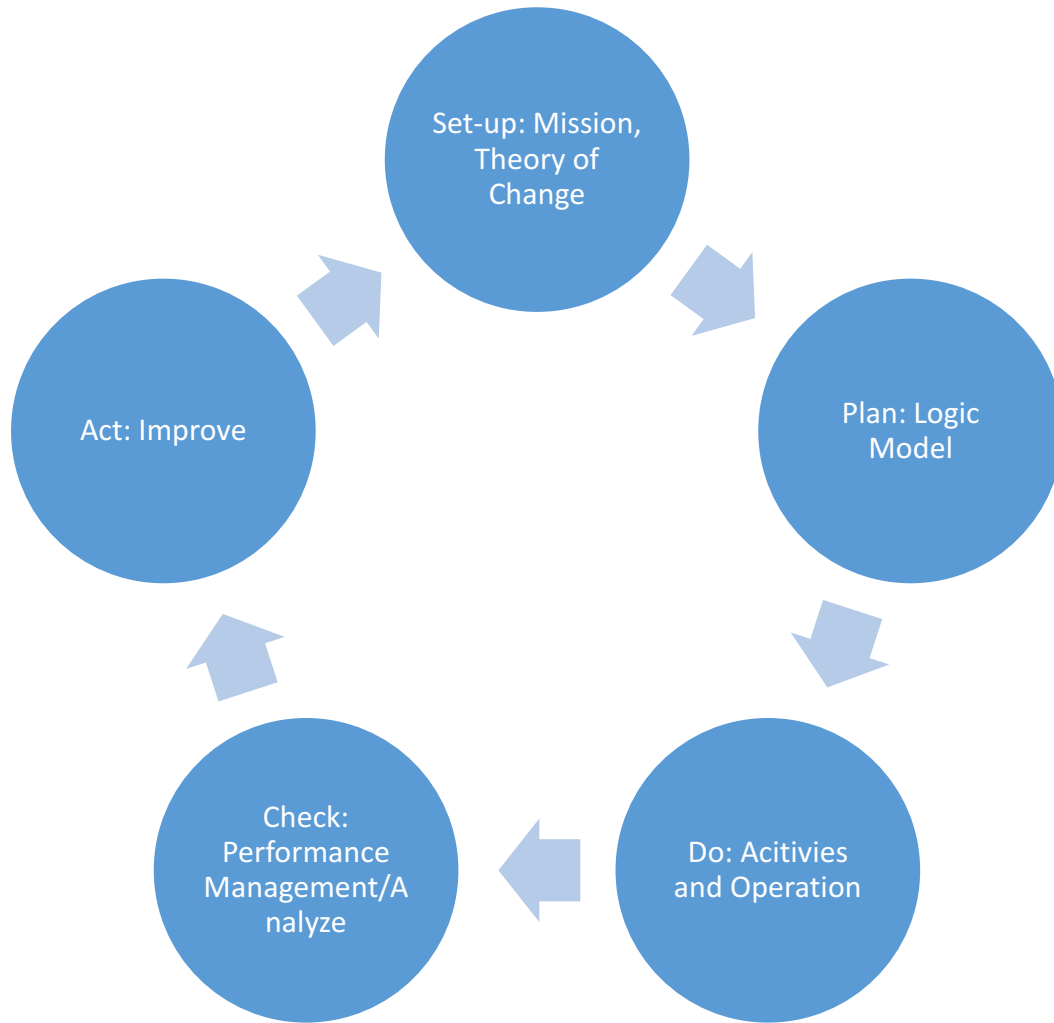 Set-up: Mission,
Theory of
Change
Plan: Logic
Model
Do: Acitivies
and Operation
Check:
Performance
Management/A
nalyze
Act: Improve